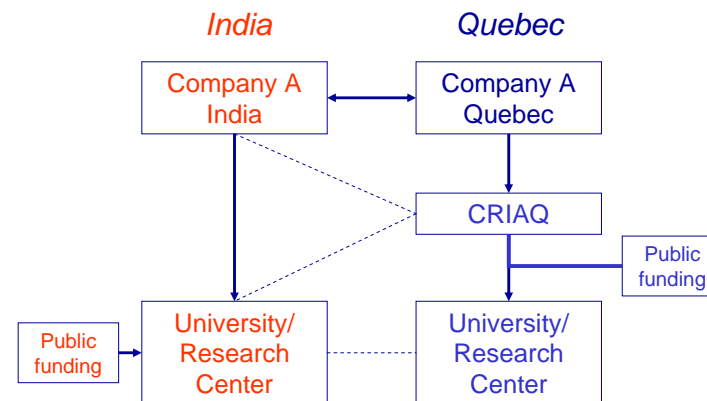 India
Quebec
Company A
India
Company A
Quebec
CRIAQ
Public
funding
Public
funding
University/
Research
Center
University/
Research
Center